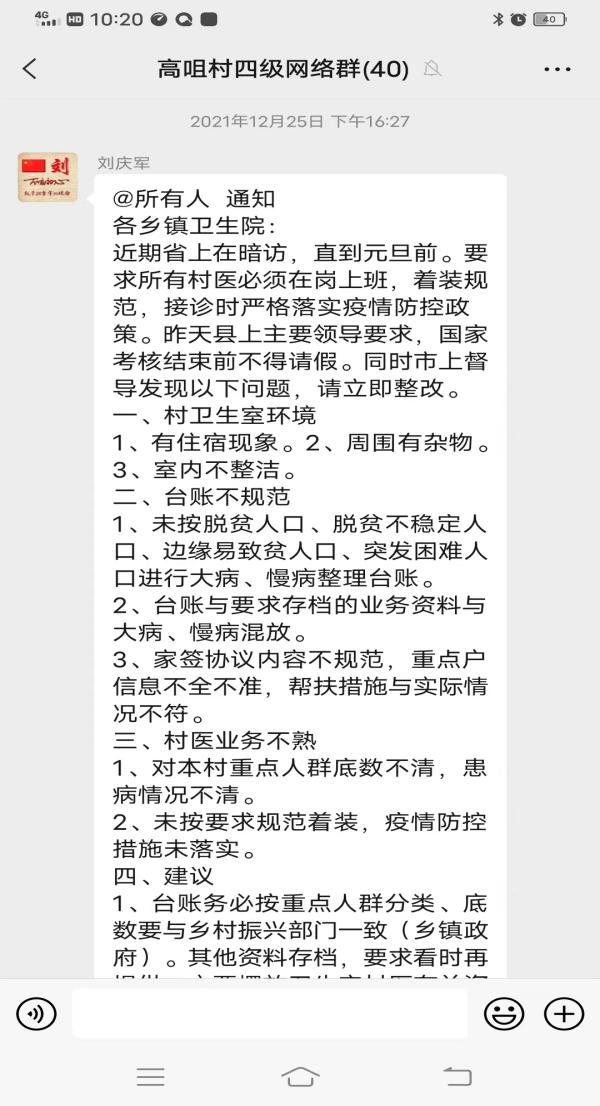 4G HD 10:20 40
高咀村四级网络群(40)
2021年12月25日 下午16:27
刘
刘庆军
@所有人 通知
各乡镇卫生院：
近期省上在暗访，直到元旦前。要
求所有村医必须在岗上班，着装规
范，接诊时严格落实疫情防控政
策。昨天县上主要领导要求，国家
考核结束前不得请假。同时市上督
导发现以下问题，请立即整改。
一、村卫生室环境
1、有住宿现象。2、周围有杂物。
3、室内不整洁。
二、台账不规范
1、未按脱贫人口、脱贫不稳定人
口、边缘易致贫人口、突发困难人
口进行大病、慢病整理台账。
2、台账与要求存档的业务资料与
大病、慢病混放。
3、家签协议内容不规范，重点户
信息不全不准，帮扶措施与实际情
况不符。
三、村医业务不熟
1、对本村重点人群底数不清，患
病情况不清。
2、未按要求规范着装，疫情防控
措施未落实。
四、建议
1、台账务必按重点人群分类、底
数要与乡村振兴部门一致（乡镇政
府）。其他资料存档，要求看时再